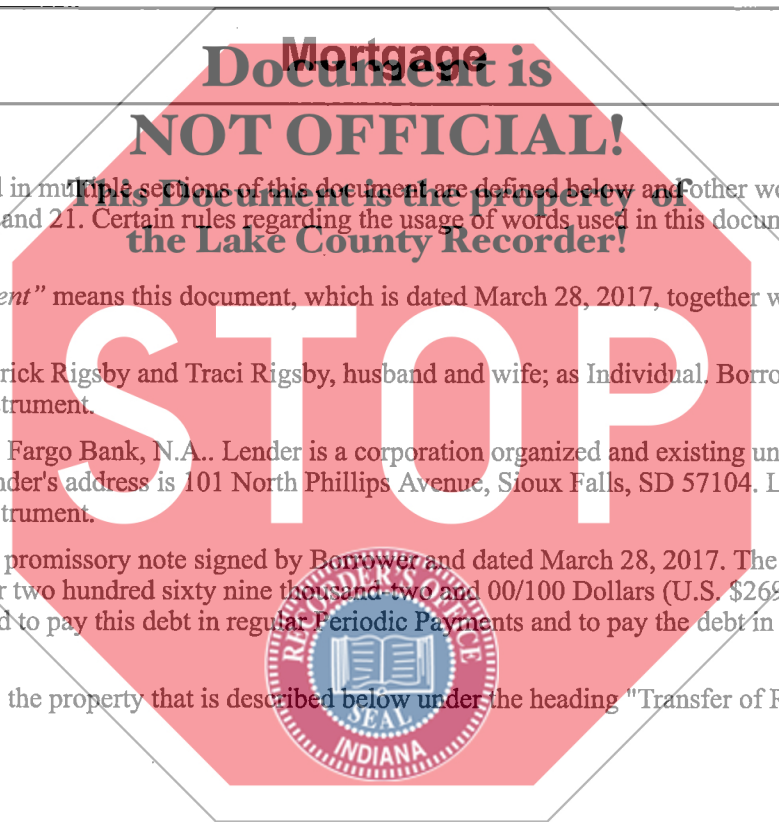 Mortgage
Document is
NOT OFFICIAL!
This Document is the property of
the Lake County Recorder!
d in multiple sections of this document are defined below and other wo
and 21. Certain rules regarding the usage of words used in this docum
ent" means this document, which is dated March 28, 2017, together w
rick Rigsby and Traci Rigsby, husband and wife; as Individual. Borro
trument.
Fargo Bank, N.A.. Lender is a corporation organized and existing un
nder's address is 101 North Phillips Avenue, Sioux Falls, SD 57104. L
trument.
promissory note signed by Borrower and dated March 28, 2017. The
r two hundred sixty nine thousand two and 00/100 Dollars (U.S. $269
d to pay this debt in regular Periodic Payments and to pay the debt in
the property that is described below under the heading "Transfer of R
STOP
RECORDER'S OFFICE
SEAL
INDIANA